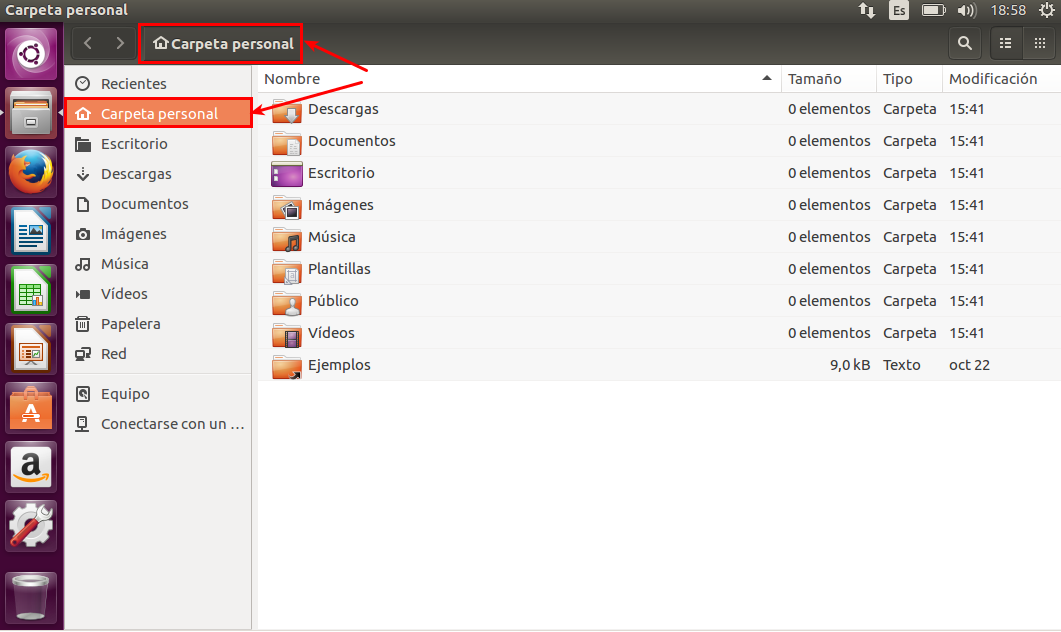 Carpeta personal
Es
18:58
Carpeta personal
Recientes
Carpeta personal
Escritorio
Descargas
Documentos
Imágenes
Música
Vídeos
Papelera
Red
Equipo
Conectarse con un ...
Nombre Tamaño Tipo Modificación
Descargas 0 elementos Carpeta 15:41
Documentos 0 elementos Carpeta 15:41
Escritorio 0 elementos Carpeta 15:41
Imágenes 0 elementos Carpeta 15:41
Música 0 elementos Carpeta 15:41
Plantillas 0 elementos Carpeta 15:41
Público 0 elementos Carpeta 15:41
Vídeos 0 elementos Carpeta 15:41
Ejemplos 9,0 kB Texto oct 22